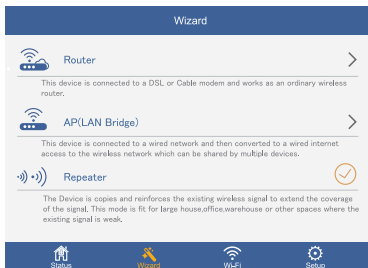 Wizard
Router
This device is connected to a DSL or Cable modem and works as an ordinary wireless
router.
AP(LAN Bridge)
This device is connected to a wired network and then converted to a wired internet
access to the wireless network which can be shared by multiple devices.
Repeater
The Device is copies and reinforces the existing wireless signal to extend the coverage
of the signal. This mode is fit for large house,office,warehouse or other spaces where the
existing signal is weak.
Status
Wizard
Wi-Fi
Setup